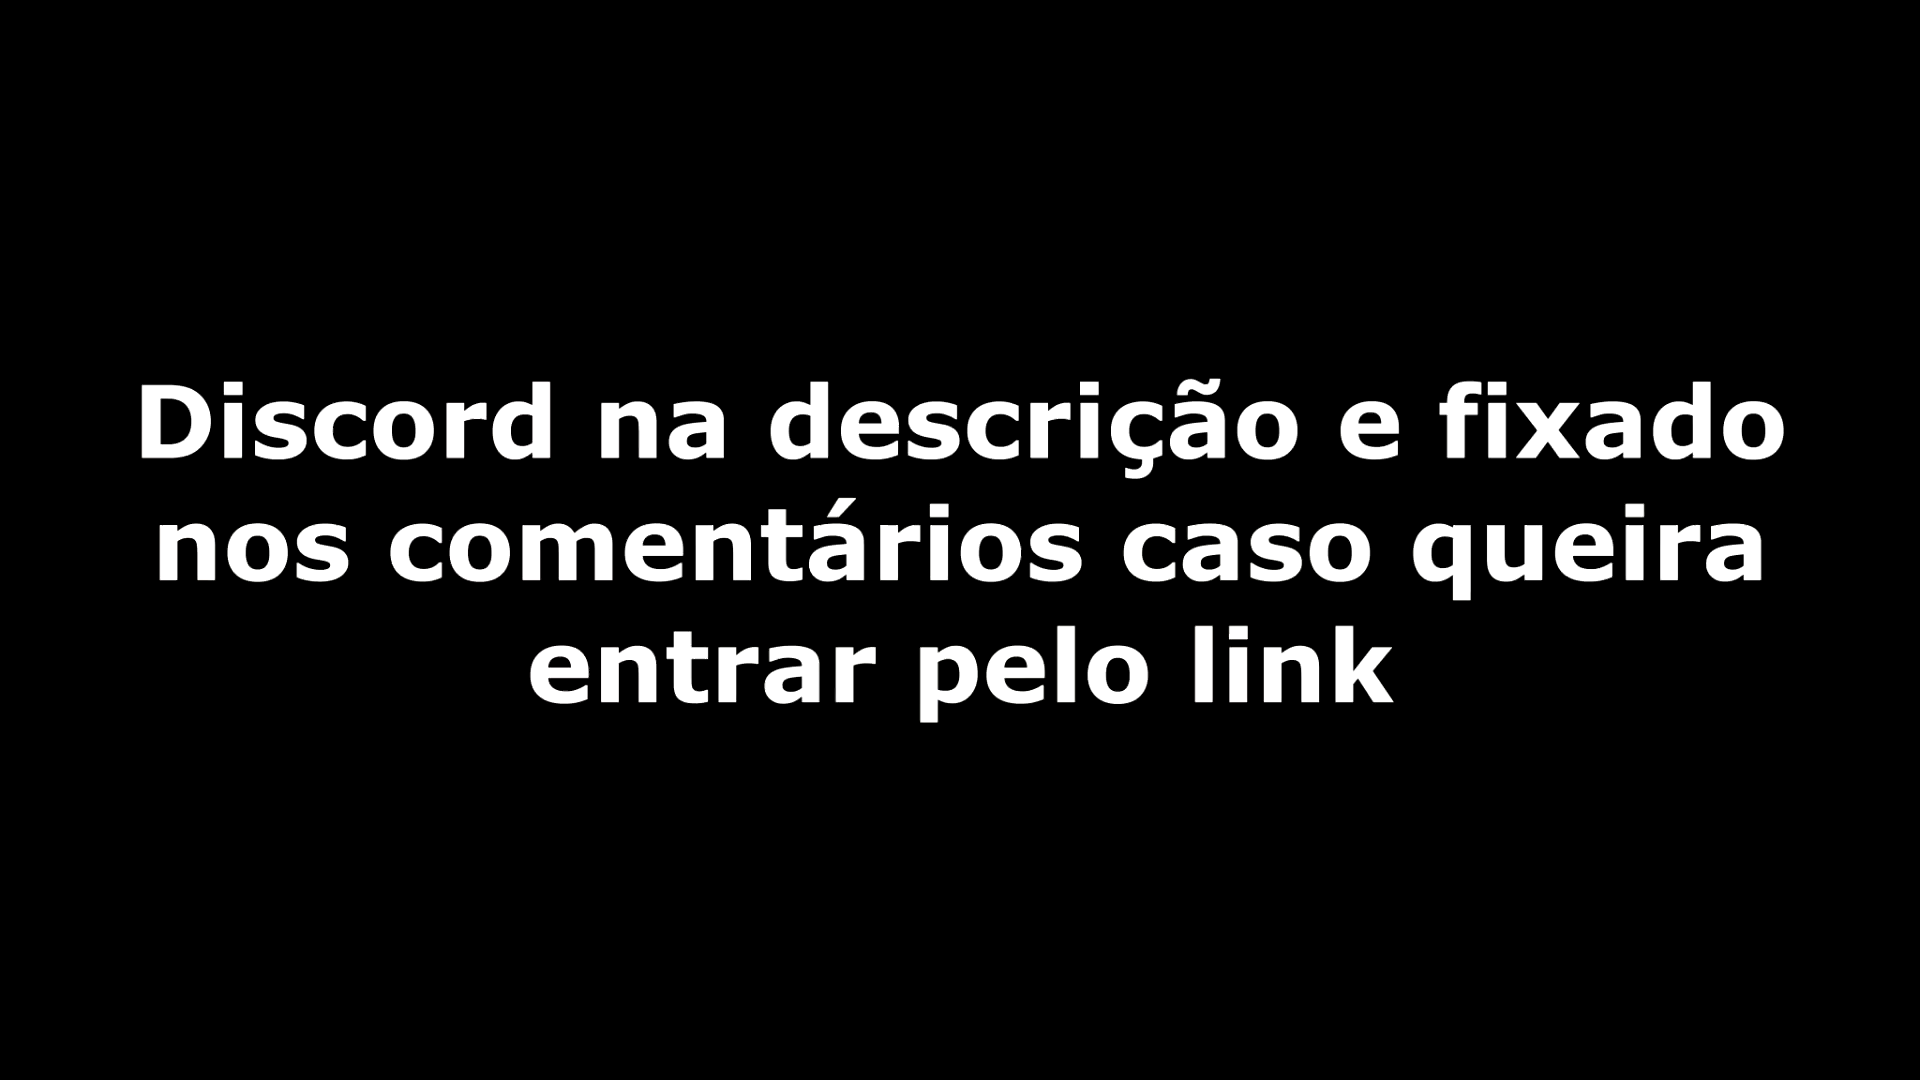 Discord na descrição e fixado
nos comentários caso queira
entrar pelo link